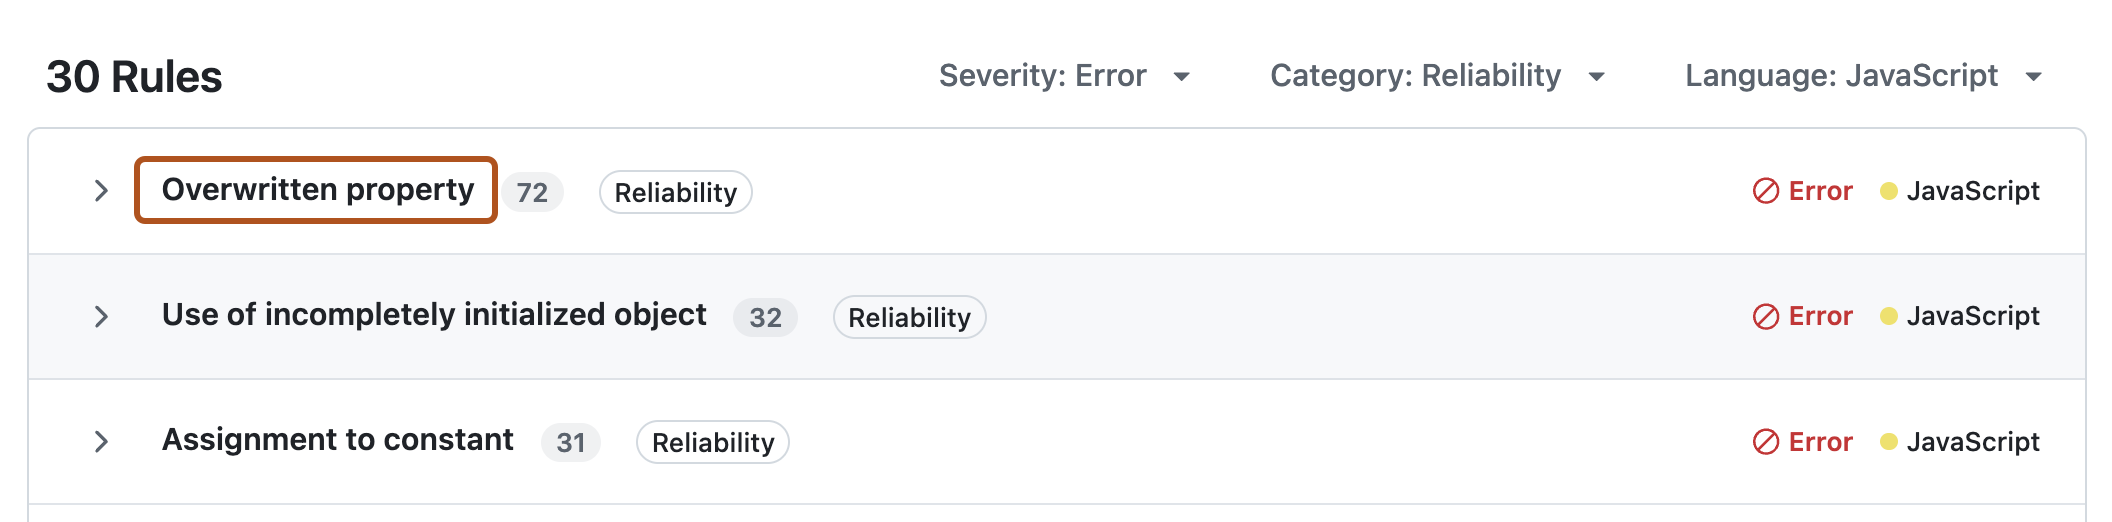 30 Rules Severity: Error Category: Reliability Language: JavaScript
Overwritten property 72 Reliability Error JavaScript
Use of incompletely initialized object 32 Reliability Error JavaScript
Assignment to constant 31 Reliability Error JavaScript